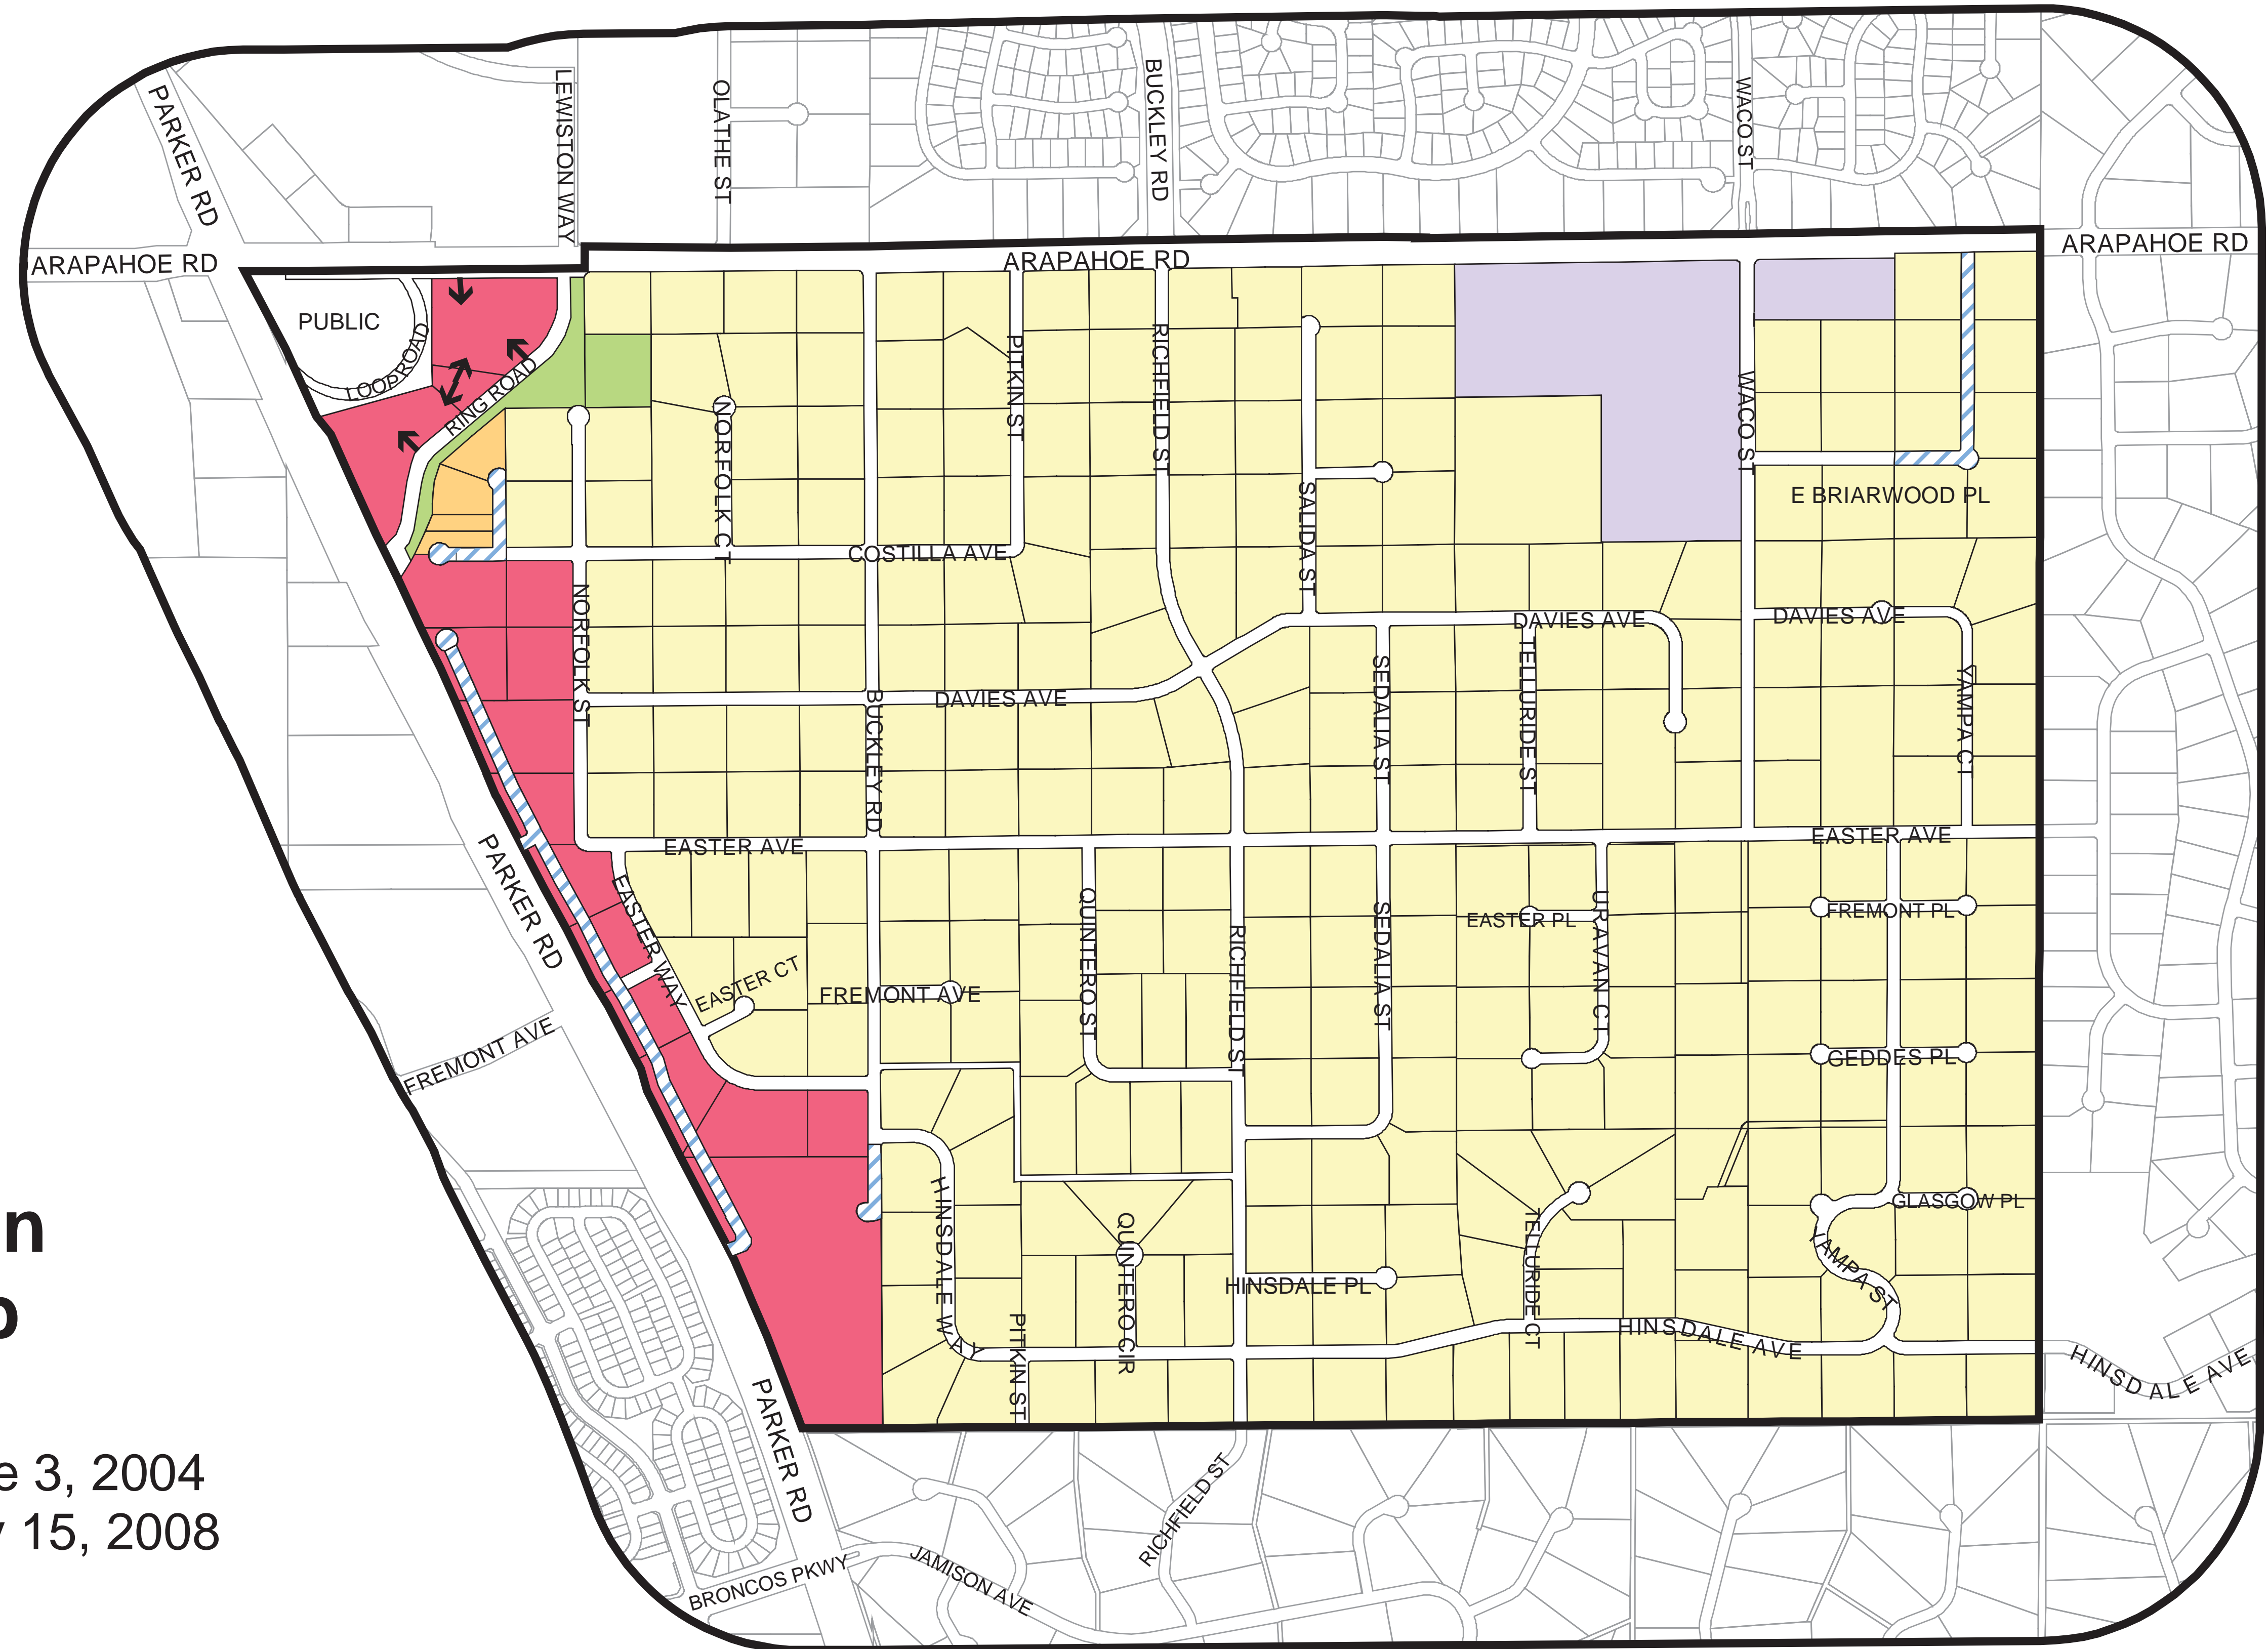 PARKER RD
LEWISTON WAY
OLATHE ST
BUCKLEY RD
WACO ST
ARAPAHOE RD
ARAPAHOE RD
ARAPAHOE RD
PUBLIC
LOOP ROAD
RING ROAD
PITKIN ST
RICHFIELD ST
NORFOLK CT
WACO ST
SALIDA ST
E BRIARWOOD PL
COSTILLA AVE
NORFOLK ST
DAVIES AVE
DAVIES AVE
DAVIES AVE
SEDALIA ST
TELLURIDE ST
YAMPA CT
BUCKLEY RD
PARKER RD
EASTER AVE
EASTER AVE
EASTER WAY
EASTER CT
FREMONT AVE
QUINTERO ST
RICHFIELD ST
SEDALIA ST
EASTER PL
URAVAN CT
FREMONT PL
GEDDES PL
FREMONT AVE
HINSDALE WAY
QUINTERO CIR
HINSDALE PL
TELLURIDE CT
GLASGOW PL
YAMPA ST
HINSDALE AVE
HINSDALE AVE
PITKIN ST
PARKER RD
n
p
e 3, 2004
y 15, 2008
RICHFIELD ST
BRONCOS PKWY
JAMISON AVE